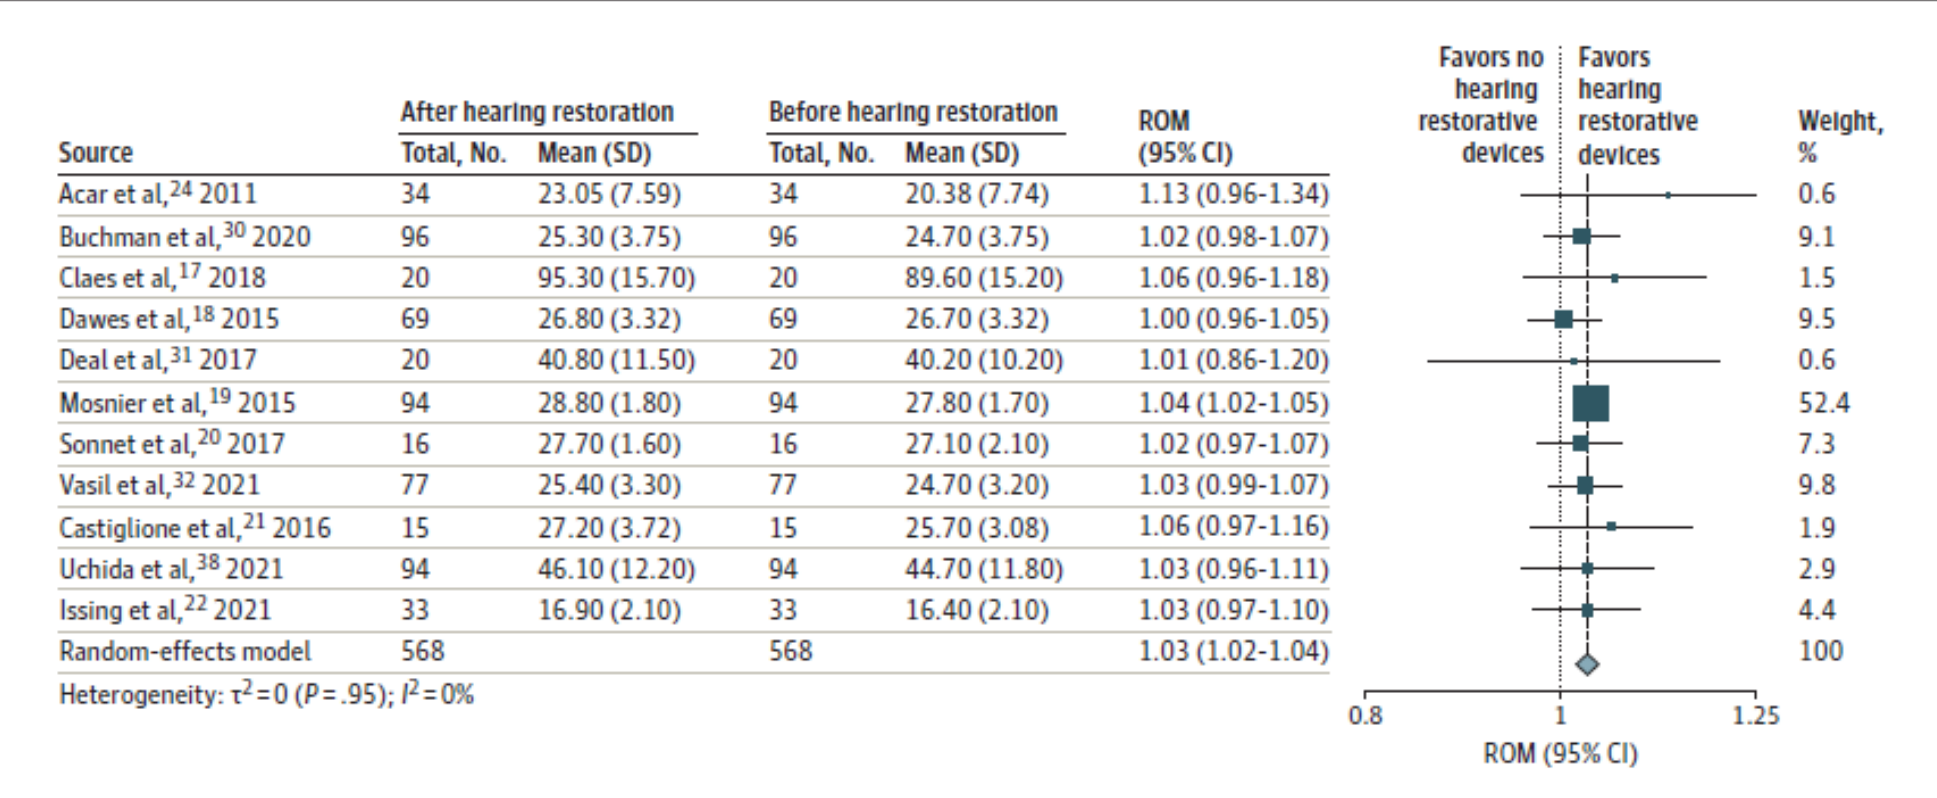 Favors no Favors
hearing hearing
After hearing restoration Before hearing restoration ROM restorative restorative Weight,
Source Total, No. Mean (SD) Total, No. Mean (SD) (95% CI) devices devices %
Acar et al,24 2011 34 23.05 (7.59) 34 20.38 (7.74) 1.13 (0.96-1.34) 0.6
Buchman et al,30 2020 96 25.30 (3.75) 96 24.70 (3.75) 1.02 (0.98-1.07) 9.1
Claes et al,17 2018 20 95.30 (15.70) 20 89.60 (15.20) 1.06 (0.96-1.18) 1.5
Dawes et al,18 2015 69 26.80 (3.32) 69 26.70 (3.32) 1.00 (0.96-1.05) 9.5
Deal et al,31 2017 20 40.80 (11.50) 20 40.20 (10.20) 1.01 (0.86-1.20) 0.6
Mosnier et al,19 2015 94 28.80 (1.80) 94 27.80 (1.70) 1.04 (1.02-1.05) 52.4
Sonnet et al,20 2017 16 27.70 (1.60) 16 27.10 (2.10) 1.02 (0.97-1.07) 7.3
Vasil et al,32 2021 77 25.40 (3.30) 77 24.70 (3.20) 1.03 (0.99-1.07) 9.8
Castiglione et al,21 2016 15 27.20 (3.72) 15 25.70 (3.08) 1.06 (0.97-1.16) 1.9
Uchida et al,38 2021 94 46.10 (12.20) 94 44.70 (11.80) 1.03 (0.96-1.11) 2.9
Issing et al,22 2021 33 16.90 (2.10) 33 16.40 (2.10) 1.03 (0.97-1.10) 4.4
Random-effects model 568 568 1.03 (1.02-1.04) 100
Heterogeneity: τ2=0 (P=.95); I2=0%
0.8 1 1.25
ROM (95% CI)